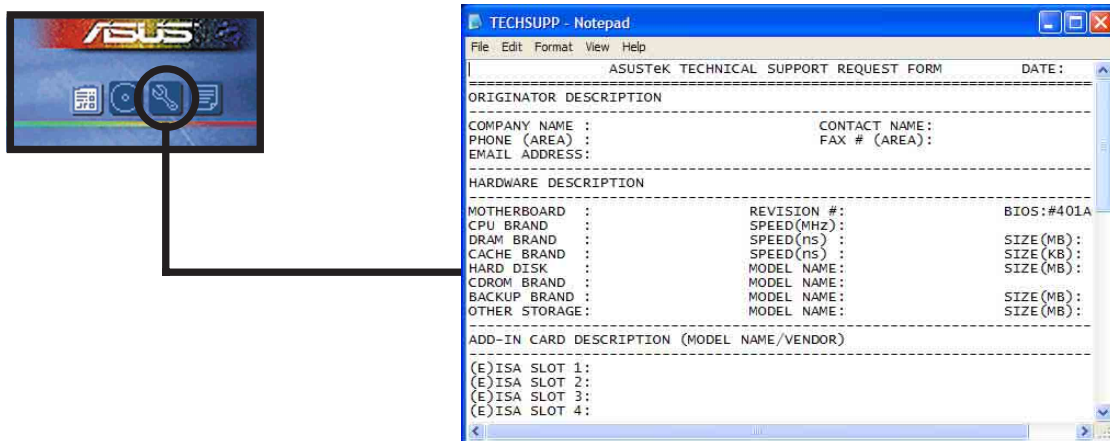 ASUS
TECHSUPP - Notepad
File Edit Format View Help
ASUSTeK TECHNICAL SUPPORT REQUEST FORM DATE:
==========================================================================
ORIGINATOR DESCRIPTION
--------------------------------------------------------------------------
COMPANY NAME : CONTACT NAME:
PHONE (AREA) : FAX # (AREA):
EMAIL ADDRESS:
--------------------------------------------------------------------------
HARDWARE DESCRIPTION
--------------------------------------------------------------------------
MOTHERBOARD : REVISION #: BIOS:#401A
CPU BRAND : SPEED(MHz):
DRAM BRAND : SPEED(ns) : SIZE(MB):
CACHE BRAND : SPEED(ns) : SIZE(KB):
HARD DISK : MODEL NAME: SIZE(MB):
CDROM BRAND : MODEL NAME:
BACKUP BRAND : MODEL NAME: SIZE(MB):
OTHER STORAGE: MODEL NAME: SIZE(MB):
--------------------------------------------------------------------------
ADD-IN CARD DESCRIPTION (MODEL NAME/VENDOR)
--------------------------------------------------------------------------
(E)ISA SLOT 1:
(E)ISA SLOT 2:
(E)ISA SLOT 3:
(E)ISA SLOT 4: